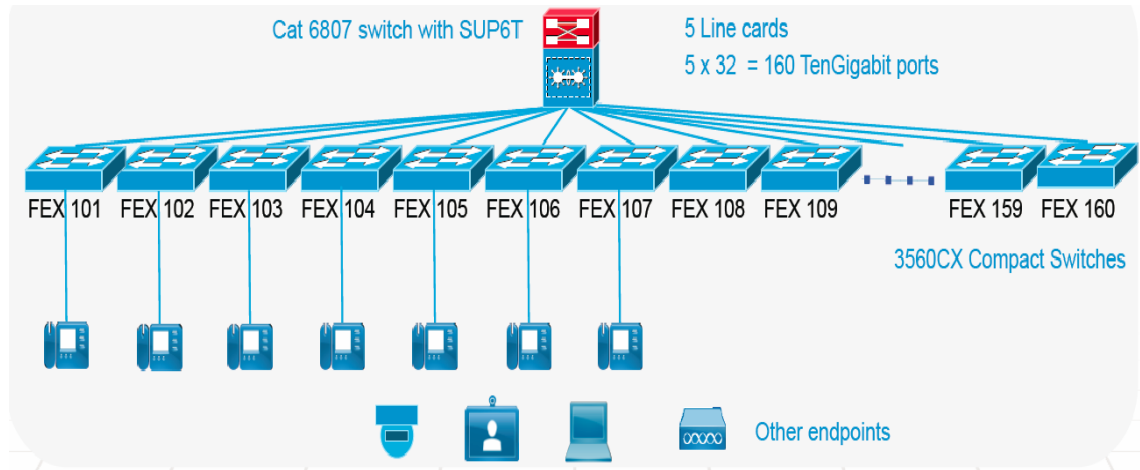 Cat 6807 switch with SUP6T
5 Line cards
5 x 32 = 160 TenGigabit ports
FEX 101 FEX 102 FEX 103 FEX 104 FEX 105 FEX 106 FEX 107 FEX 108 FEX 109 FEX 159 FEX 160
3560CX Compact Switches
Other endpoints